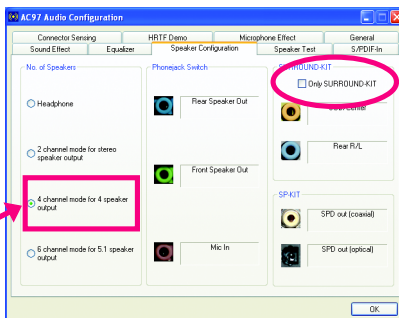 AC97 Audio Configuration
Connector Sensing
HRTF Demo
Microphone Effect
General
Sound Effect
Equalizer
Speaker Configuration
Speaker Test
S/PDIF-In
No. of Speakers
Headphone
2 channel mode for stereo
speaker output
4 channel mode for 4 speaker
output
6 channel mode for 5.1 speaker
output
Phonejack Switch
Rear Speaker Out
Front Speaker Out
Mic In
SURROUND-KIT
Only SURROUND-KIT
Center
Rear R/L
SP-KIT
SPD out (coaxial)
SPD out (optical)
OK